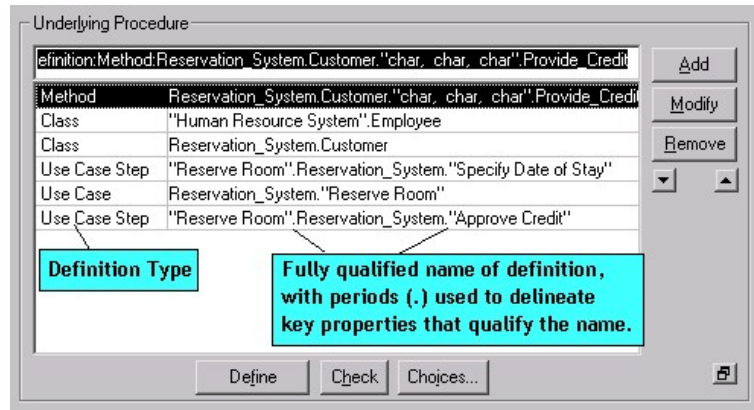 Underlying Procedure
efinition:Method:Reservation_System.Customer."char, char, char".Provide_Credit
Add
Method Reservation_System.Customer."char, char, char".Provide_Credit
Modify
Class "Human Resource System".Employee
Class Reservation_System.Customer
Remove
Use Case Step "Reserve Room".Reservation_System."Specify Date of Stay"
Use Case Reservation_System."Reserve Room"
Use Case Step "Reserve Room".Reservation_System."Approve Credit"
Definition Type
Fully qualified name of definition,
with periods (.) used to delineate
key properties that qualify the name.
Define Check Choices...